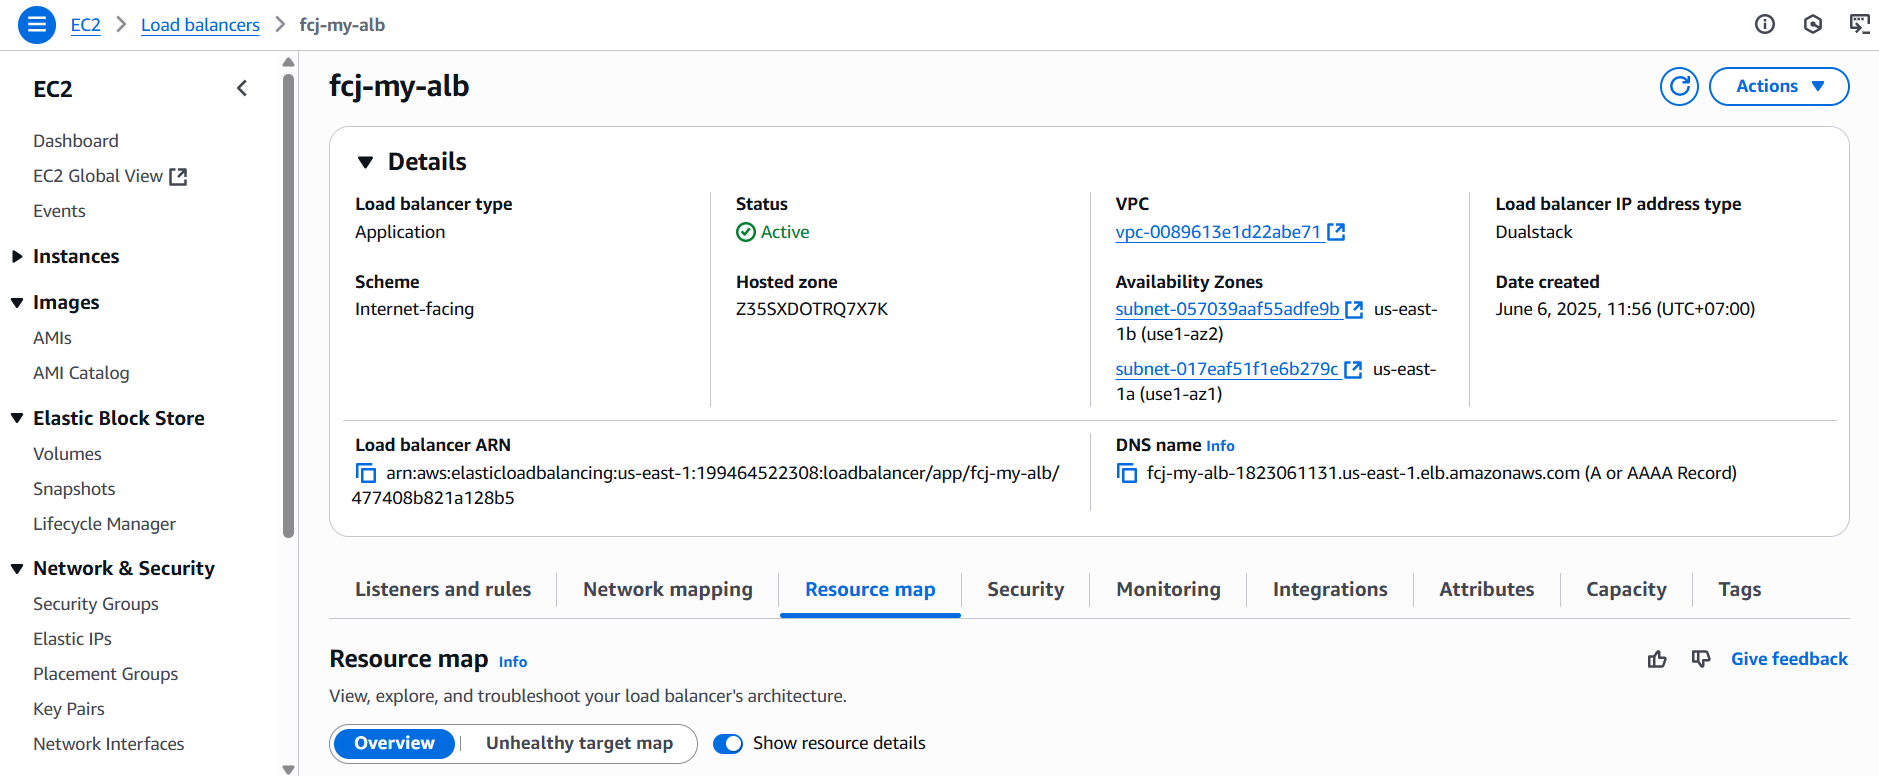 EC2 > Load balancers > fcj-my-alb
EC2
Dashboard
EC2 Global View
Events
Instances
Images
AMIs
AMI Catalog
Elastic Block Store
Volumes
Snapshots
Lifecycle Manager
Network & Security
Security Groups
Elastic IPs
Placement Groups
Key Pairs
Network Interfaces
fcj-my-alb
Actions
Details
Load balancer type
Application
Status
Active
VPC
vpc-0089613e1d22abe71
Load balancer IP address type
Dualstack
Scheme
Internet-facing
Hosted zone
Z35SXDOTRQ7X7K
Availability Zones
subnet-057039aaf55adfe9b us-east-
1b (use1-az2)
subnet-017eaf51f1e6b279c us-east-
1a (use1-az1)
Date created
June 6, 2025, 11:56 (UTC+07:00)
Load balancer ARN
arn:aws:elasticloadbalancing:us-east-1:199464522308:loadbalancer/app/fcj-my-alb/
477408b821a128b5
DNS name Info
fcj-my-alb-1823061131.us-east-1.elb.amazonaws.com (A or AAAA Record)
Listeners and rules Network mapping Resource map Security Monitoring Integrations Attributes Capacity Tags
Resource map Info
Give feedback
View, explore, and troubleshoot your load balancer's architecture.
Overview Unhealthy target map Show resource details